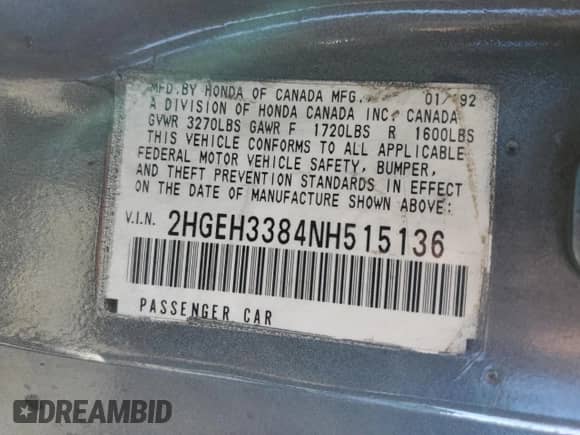 MFD. BY HONDA OF CANADA MFG., 01/92
A DIVISION OF HONDA CANADA INC, CANADA
GVWR 3270LBS GAWR F 1720LBS R 1600LBS
THIS VEHICLE CONFORMS TO ALL APPLICABLE
FEDERAL MOTOR VEHICLE SAFETY, BUMPER,
AND THEFT PREVENTION STANDARDS IN EFFECT
ON THE DATE OF MANUFACTURE SHOWN ABOVE:
V.I.N. 2HGEH3384NH515136
PASSENGER CAR
DREAMBID